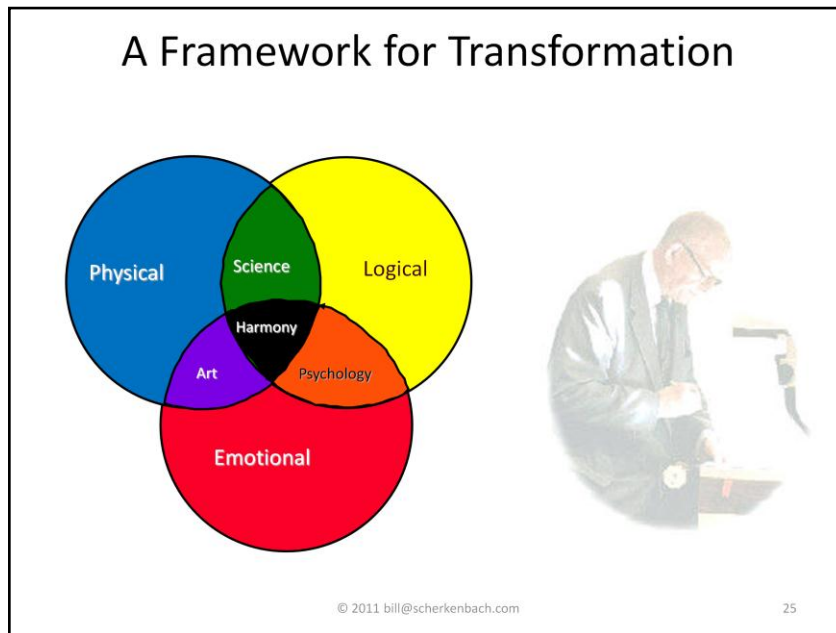 A Framework for Transformation
Physical
Science
Logical
Harmony
Art
Psychology
Emotional
© 2011 bill@scherkenbach.com
25